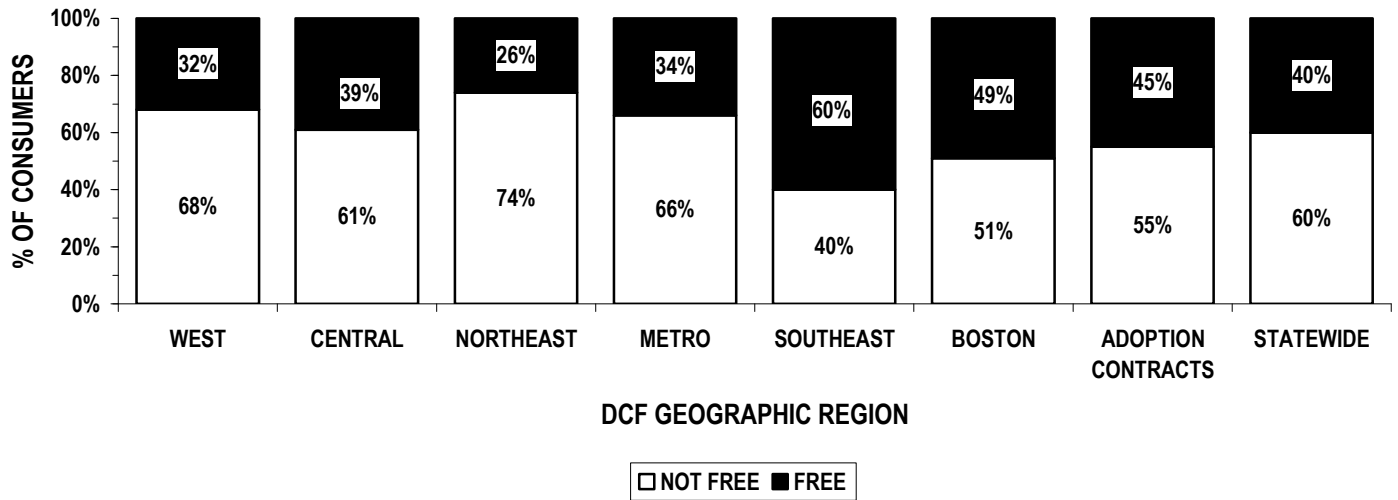 % OF CONSUMERS
100%
80%
60%
40%
20%
0%
32%
39%
26%
34%
60%
49%
45%
40%
68%
61%
74%
66%
40%
51%
55%
60%
WEST
CENTRAL
NORTHEAST
METRO
SOUTHEAST
BOSTON
ADOPTION
CONTRACTS
STATEWIDE
DCF GEOGRAPHIC REGION
NOT FREE
FREE